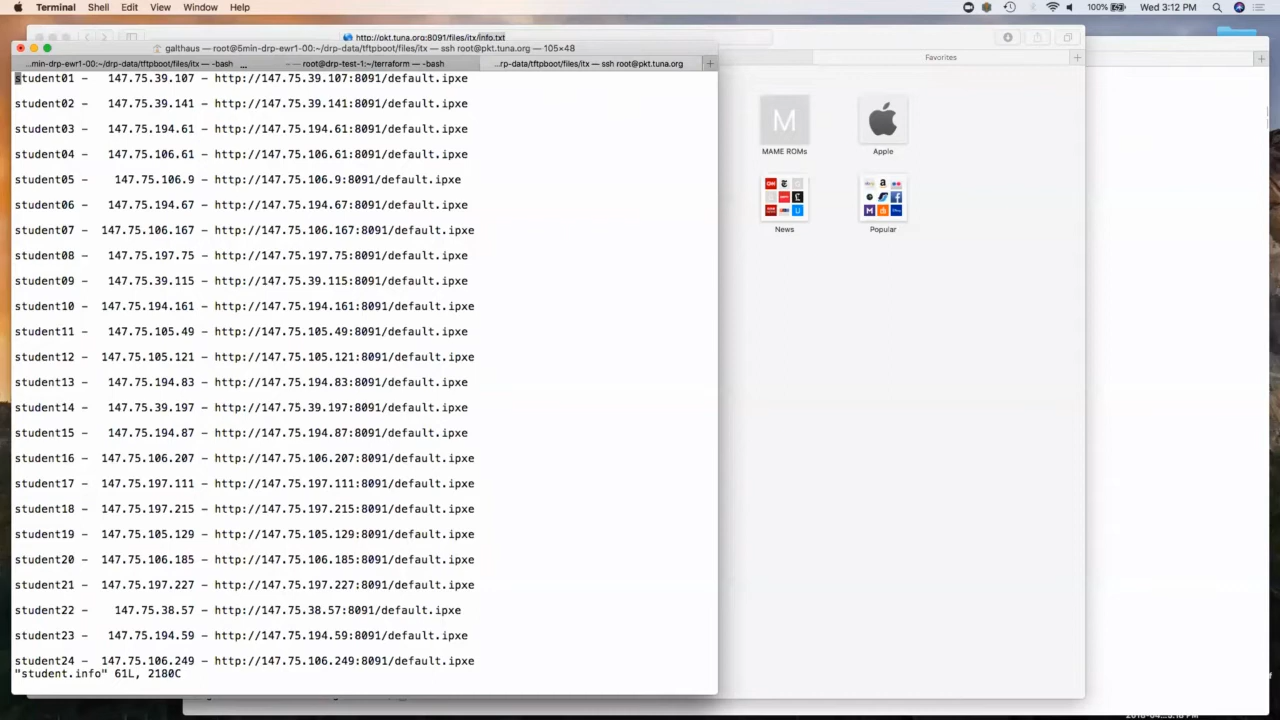 Terminal Shell Edit View Window Help 100% Wed 3:12 PM
http://pkt.tuna.org:8091/files/itx/info.txt
galthaus — root@5min-drp-ewr1-00:~/drp-data/tftpboot/files/itx — ssh root@pkt.tuna.org — 105×48
...min-drp-ewr1-00:~/drp-data/tftpboot/files/itx — -bash ... root@drp-test-1:~/terraform — -bash ...rp-data/tftpboot/files/itx — ssh root@pkt.tuna.org +
Favorites
student01 - 147.75.39.107 - http://147.75.39.107:8091/default.ipxe
student02 - 147.75.39.141 - http://147.75.39.141:8091/default.ipxe
student03 - 147.75.194.61 - http://147.75.194.61:8091/default.ipxe
student04 - 147.75.106.61 - http://147.75.106.61:8091/default.ipxe
student05 - 147.75.106.9 - http://147.75.106.9:8091/default.ipxe
student06 - 147.75.194.67 - http://147.75.194.67:8091/default.ipxe
student07 - 147.75.106.167 - http://147.75.106.167:8091/default.ipxe
student08 - 147.75.197.75 - http://147.75.197.75:8091/default.ipxe
student09 - 147.75.39.115 - http://147.75.39.115:8091/default.ipxe
student10 - 147.75.194.161 - http://147.75.194.161:8091/default.ipxe
student11 - 147.75.105.49 - http://147.75.105.49:8091/default.ipxe
student12 - 147.75.105.121 - http://147.75.105.121:8091/default.ipxe
student13 - 147.75.194.83 - http://147.75.194.83:8091/default.ipxe
student14 - 147.75.39.197 - http://147.75.39.197:8091/default.ipxe
student15 - 147.75.194.87 - http://147.75.194.87:8091/default.ipxe
student16 - 147.75.106.207 - http://147.75.106.207:8091/default.ipxe
student17 - 147.75.197.111 - http://147.75.197.111:8091/default.ipxe
student18 - 147.75.197.215 - http://147.75.197.215:8091/default.ipxe
student19 - 147.75.105.129 - http://147.75.105.129:8091/default.ipxe
student20 - 147.75.106.185 - http://147.75.106.185:8091/default.ipxe
student21 - 147.75.197.227 - http://147.75.197.227:8091/default.ipxe
student22 - 147.75.38.57 - http://147.75.38.57:8091/default.ipxe
student23 - 147.75.194.59 - http://147.75.194.59:8091/default.ipxe
student24 - 147.75.106.249 - http://147.75.106.249:8091/default.ipxe
"student.info" 61L, 2180C
M
MAME ROMs Apple
News Popular